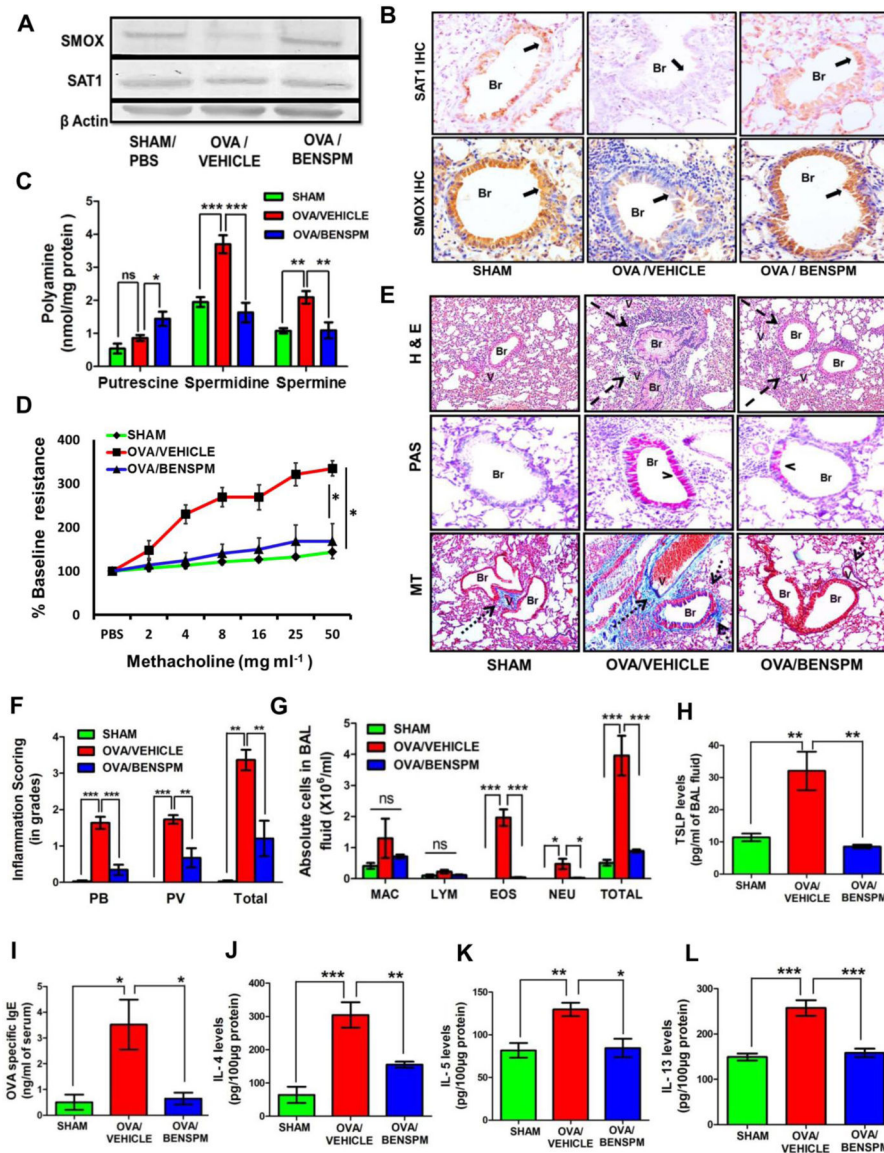 A
SMOX
SAT1
β Actin
SHAM/
PBS
OVA /
VEHICLE
OVA /
BENSPM
B
SAT1 IHC
Br
Br
Br
SMOX IHC
Br
Br
Br
SHAM
OVA /VEHICLE
OVA / BENSPM
C
Polyamine
(nmol/mg protein)
5
4
3
2
1
0
SHAM
OVA/VEHICLE
OVA/BENSPM
ns
*
***
***
**
**
Putrescine
Spermidine
Spermine
D
% Baseline resistance
400
300
200
100
0
SHAM
OVA/VEHICLE
OVA/BENSPM
*
*
PBS
2
4
8
16
25
50
Methacholine (mg ml-1)
E
H & E
Br
V
V
Br
V
Br
V
Br
V
Br
PAS
Br
Br
Br
MT
Br
V
Br
V
Br
V
Br
SHAM
OVA/VEHICLE
OVA/BENSPM
F
Inflammation Scoring
(in grades)
4
3
2
1
0
SHAM
OVA/VEHICLE
OVA/BENSPM
***
***
***
**
**
**
PB
PV
Total
G
Absolute cells in BAL
fluid (X10⁶/ml)
5
4
3
2
1
0
SHAM
OVA/VEHICLE
OVA/BENSPM
ns
ns
***
***
*
*
***
***
MAC
LYM
EOS
NEU
TOTAL
H
TSLP levels
(pg/ml of BAL fluid)
40
30
20
10
0
**
**
SHAM
OVA/
VEHICLE
OVA/
BENSPM
I
OVA specific IgE
(ng/ml of serum)
5
4
3
2
1
0
*
*
SHAM
OVA/
VEHICLE
OVA/
BENSPM
J
IL- 4 levels
(pg/100µg protein)
400
300
200
100
0
***
**
SHAM
OVA/
VEHICLE
OVA/
BENSPM
K
IL- 5 levels
(pg/100µg protein)
150
100
50
0
**
*
SHAM
OVA/
VEHICLE
OVA/
BENSPM
L
IL- 13 levels
(pg/100µg protein)
300
200
100
0
***
***
SHAM
OVA/
VEHICLE
OVA/
BENSPM